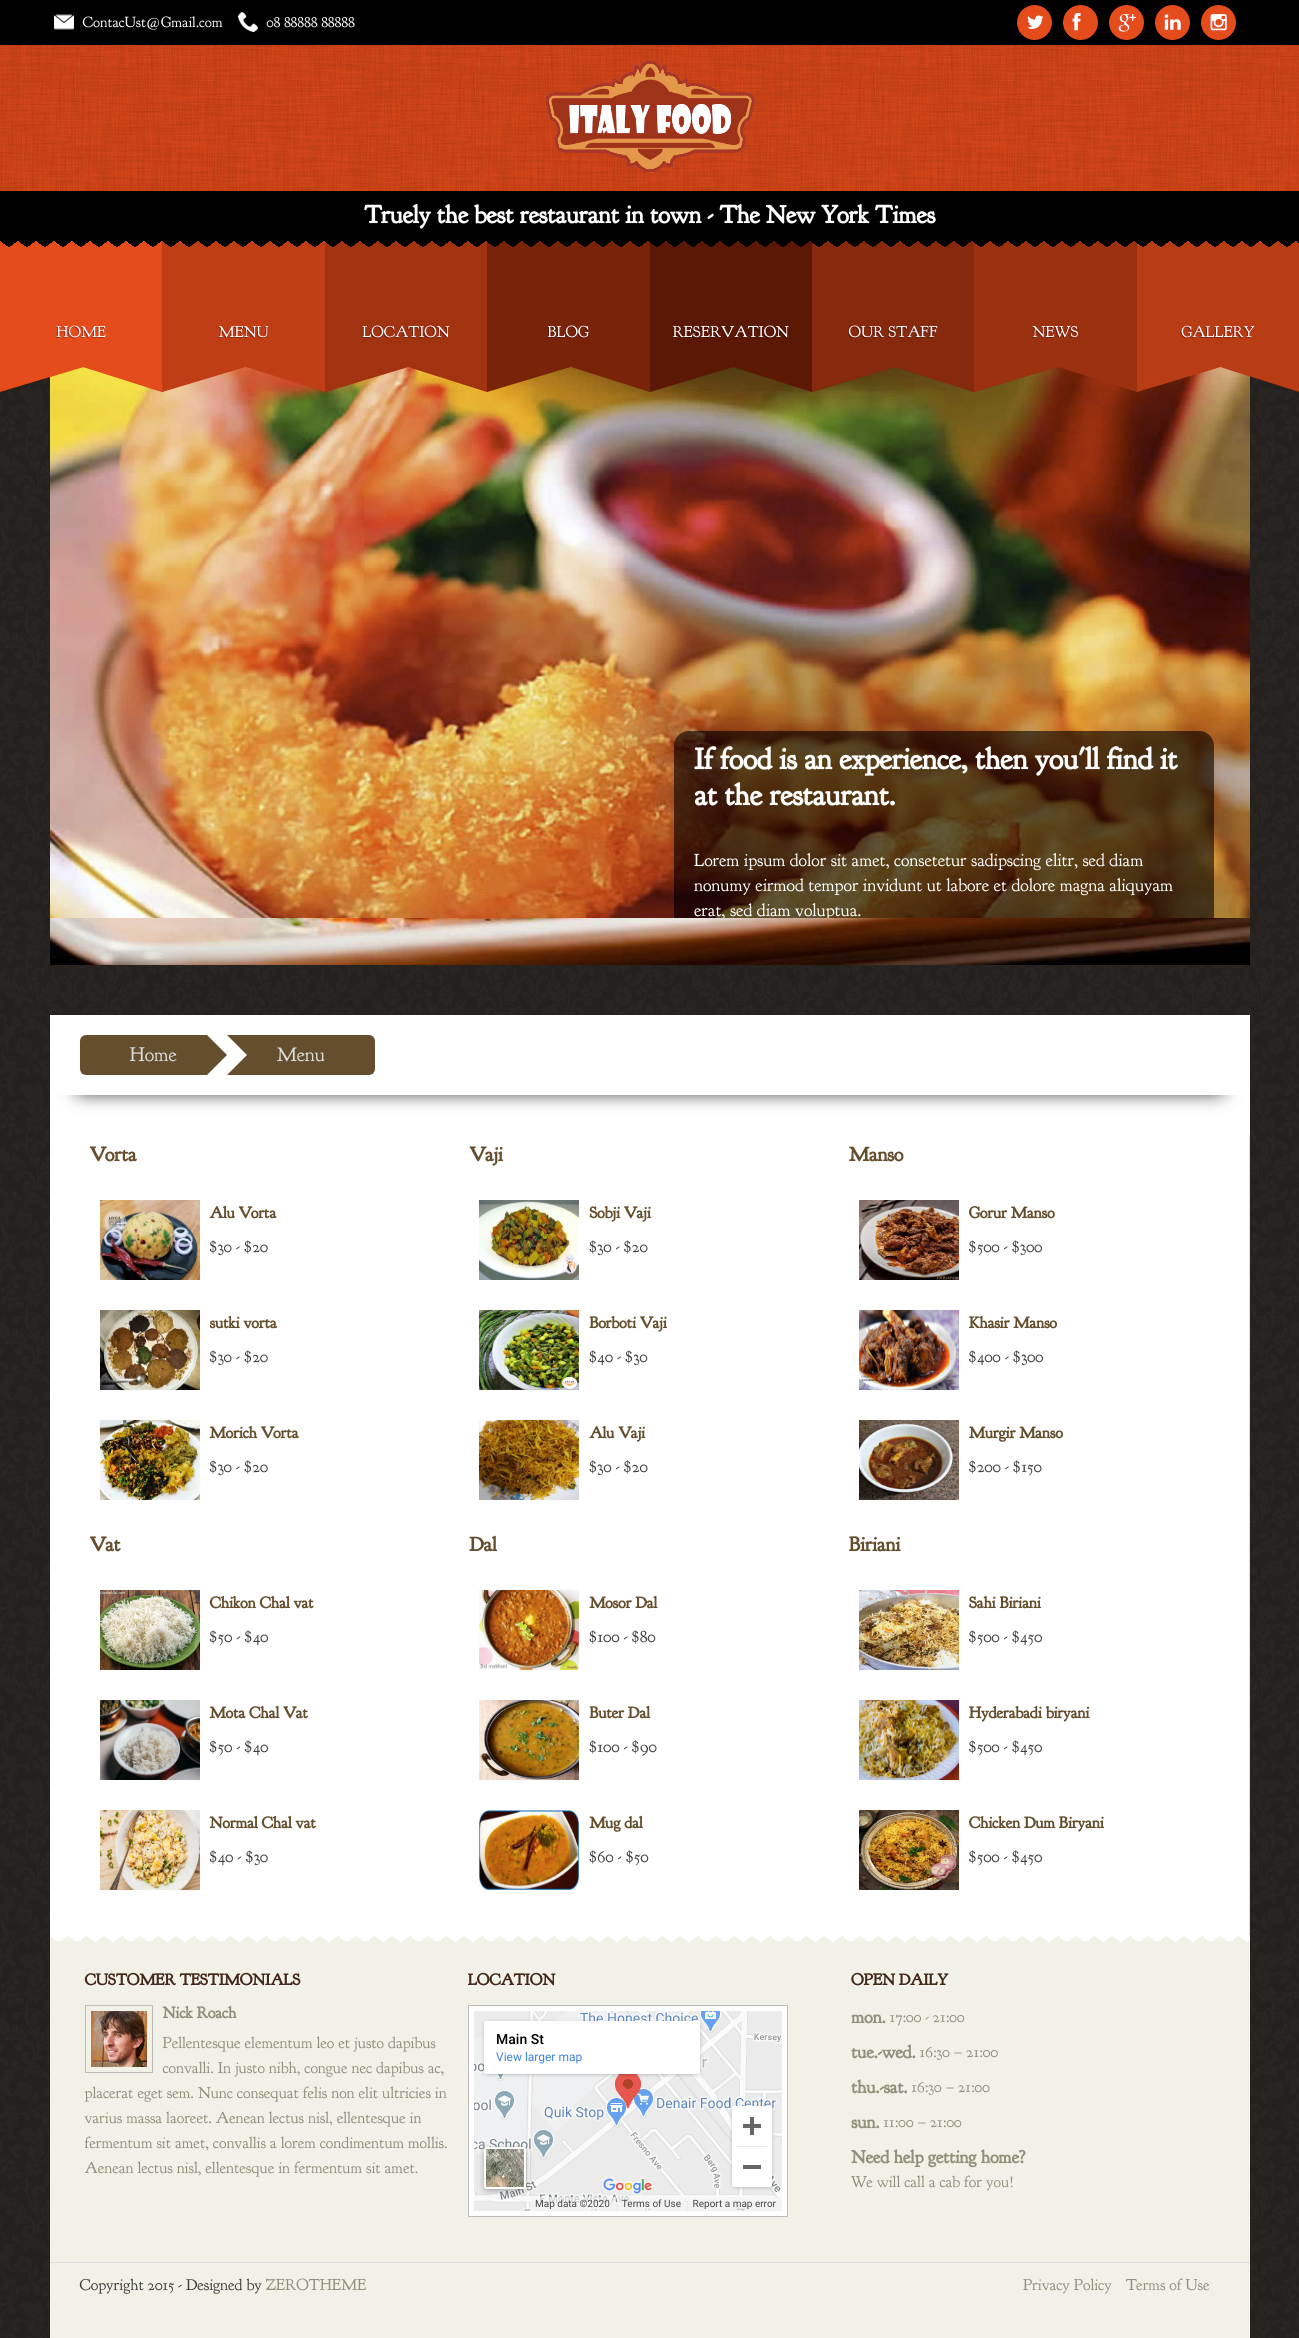 ContacUst@Gmail.com 08 88888 88888
ITALY FOOD
Truely the best restaurant in town - The New York Times
HOME MENU LOCATION BLOG RESERVATION OUR STAFF NEWS GALLERY
If food is an experience, then you'll find it
at the restaurant.
Lorem ipsum dolor sit amet, consetetur sadipscing elitr, sed diam
nonumy eirmod tempor invidunt ut labore et dolore magna aliquyam
erat, sed diam voluptua.
Home Menu
Vorta
Alu Vorta
$30 - $20
sutki vorta
$30 - $20
Morich Vorta
$30 - $20
Vaji
Sobji Vaji
$30 - $20
Borboti Vaji
$40 - $30
Alu Vaji
$30 - $20
Manso
Gorur Manso
$500 - $300
Khasir Manso
$400 - $300
Murgir Manso
$200 - $150
Vat
Chikon Chal vat
$50 - $40
Mota Chal Vat
$50 - $40
Normal Chal vat
$40 - $30
Dal
Mosor Dal
$100 - $80
Buter Dal
$100 - $90
Mug dal
$60 - $50
Biriani
Sahi Biriani
$500 - $450
Hyderabadi biryani
$500 - $450
Chicken Dum Biryani
$500 - $450
CUSTOMER TESTIMONIALS
Nick Roach
Pellentesque elementum leo et justo dapibus
convalli. In justo nibh, congue nec dapibus ac,
placerat eget sem. Nunc consequat felis non elit ultricies in
varius massa laoreet. Aenean lectus nisl, ellentesque in
fermentum sit amet, convallis a lorem condimentum mollis.
Aenean lectus nisl, ellentesque in fermentum sit amet.
LOCATION
The Honest Choice
Kersey
Main St
View larger map
Quik Stop
Denair Food Center
School
Fresno Ave
Berg Ave
Main St
E Monte Vista Ave
Google
Map data ©2020 Terms of Use Report a map error
OPEN DAILY
mon. 17:00 - 21:00
tue.-wed. 16:30 – 21:00
thu.-sat. 16:30 – 21:00
sun. 11:00 – 21:00
Need help getting home?
We will call a cab for you!
Copyright 2015 - Designed by ZEROTHEME
Privacy Policy Terms of Use